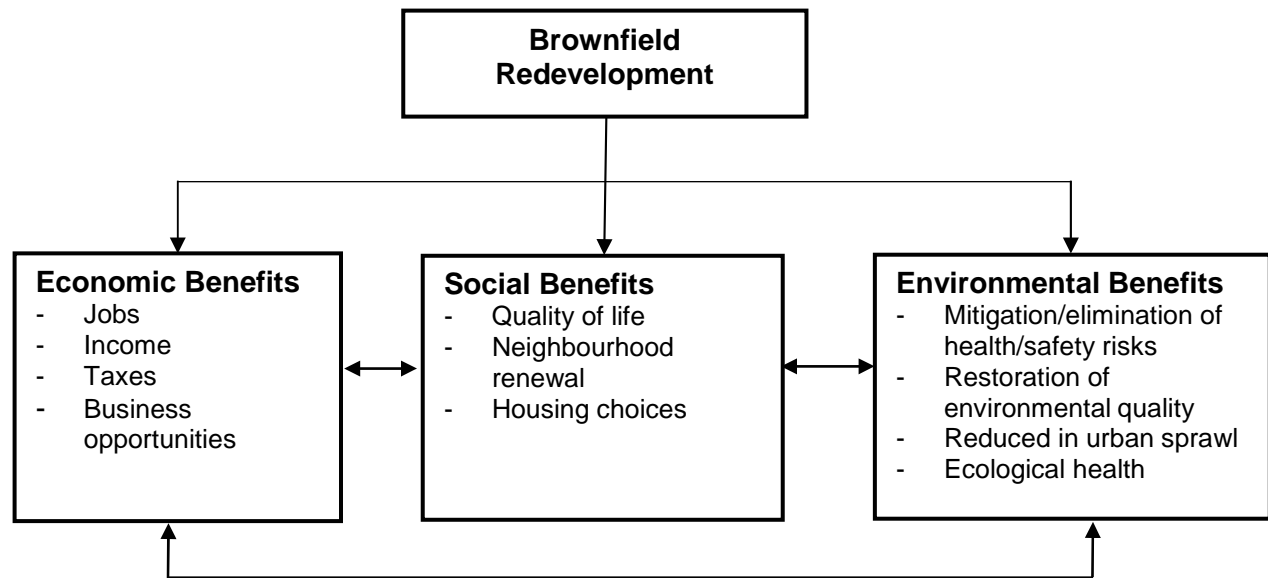 Brownfield
Redevelopment
Economic Benefits
- Jobs
- Income
- Taxes
- Business
opportunities
Social Benefits
- Quality of life
- Neighbourhood
renewal
- Housing choices
Environmental Benefits
- Mitigation/elimination of
health/safety risks
- Restoration of
environmental quality
- Reduced in urban sprawl
- Ecological health